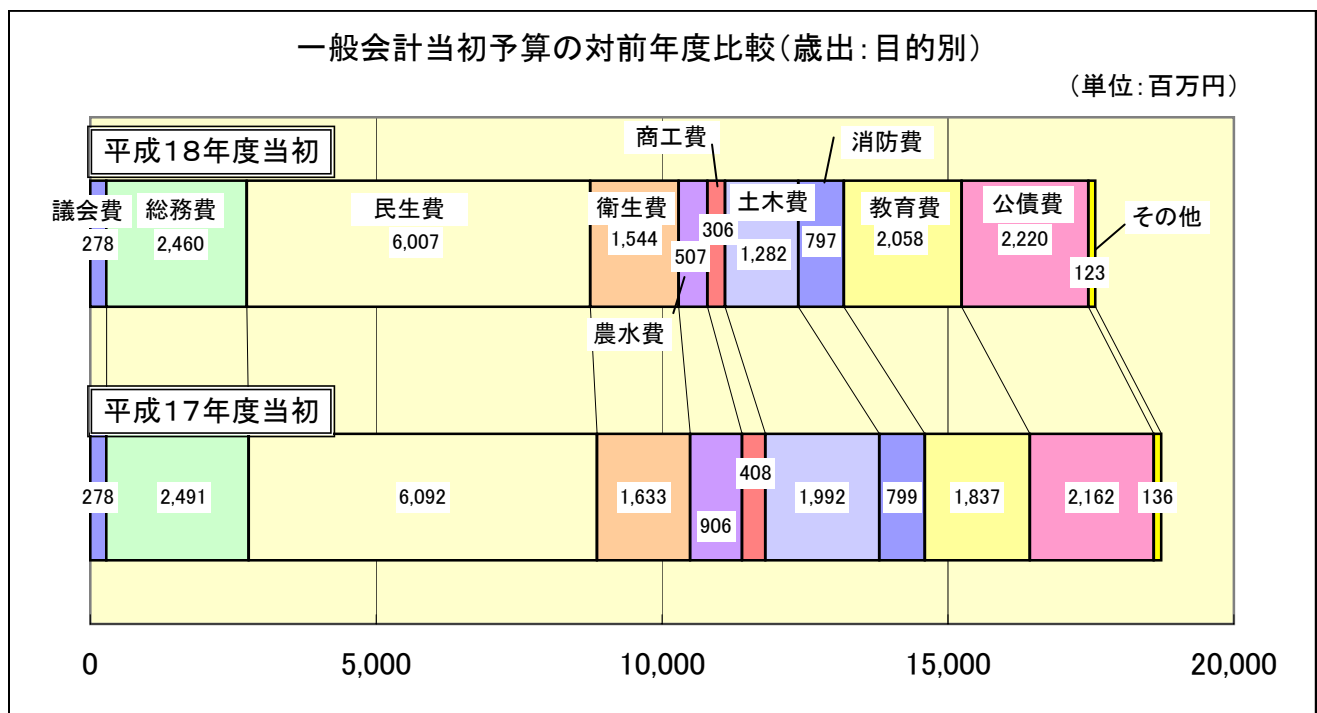 一般会計当初予算の対前年度比較(歳出:目的別)
(単位:百万円)
平成18年度当初
商工費
消防費
議会費
総務費
民生費
衛生費
土木費
教育費
公債費
その他
278
2,460
6,007
1,544
507
306
1,282
797
2,058
2,220
123
農水費
平成17年度当初
278
2,491
6,092
1,633
906
408
1,992
799
1,837
2,162
136
0
5,000
10,000
15,000
20,000